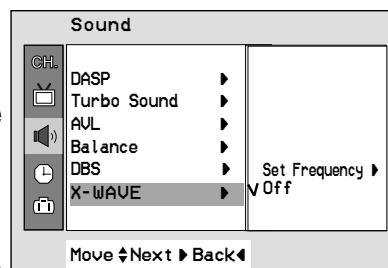 Sound
CH.
DASP ▶
Turbo Sound ▶
AVL ▶
Balance ▶
DBS ▶
X-WAVE ▶
Set Frequency ▶
√ Off
Move ▲▼ Next ▶ Back ◀